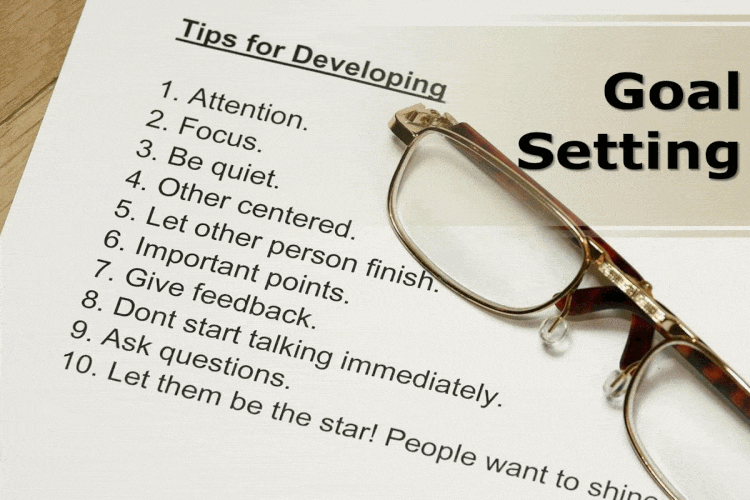 Tips for Developing
Goal
Setting
1. Attention.
2. Focus.
3. Be quiet.
4. Other centered.
5. Let other person finish.
6. Important points.
7. Give feedback.
8. Dont start talking immediately.
9. Ask questions.
10. Let them be the star! People want to shine